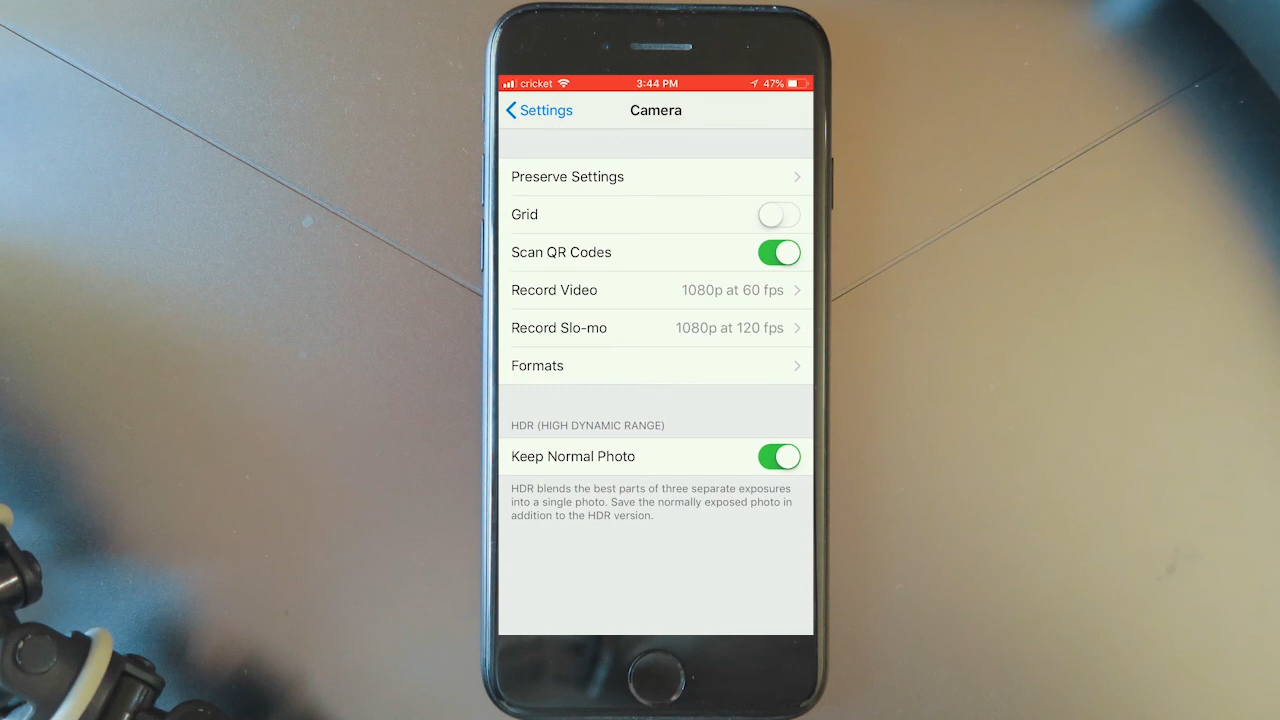 cricket 3:44 PM 47%
Settings Camera
Preserve Settings
Grid
Scan QR Codes
Record Video 1080p at 60 fps
Record Slo-mo 1080p at 120 fps
Formats
HDR (HIGH DYNAMIC RANGE)
Keep Normal Photo
HDR blends the best parts of three separate exposures
into a single photo. Save the normally exposed photo in
addition to the HDR version.